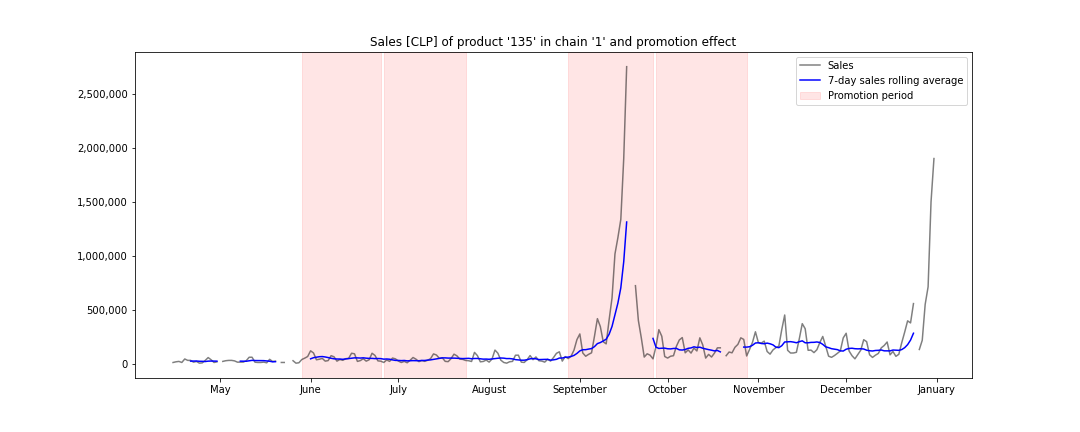 Sales [CLP] of product '135' in chain '1' and promotion effect
Sales
7-day sales rolling average
Promotion period
2,500,000
2,000,000
1,500,000
1,000,000
500,000
0
May June July August September October November December January